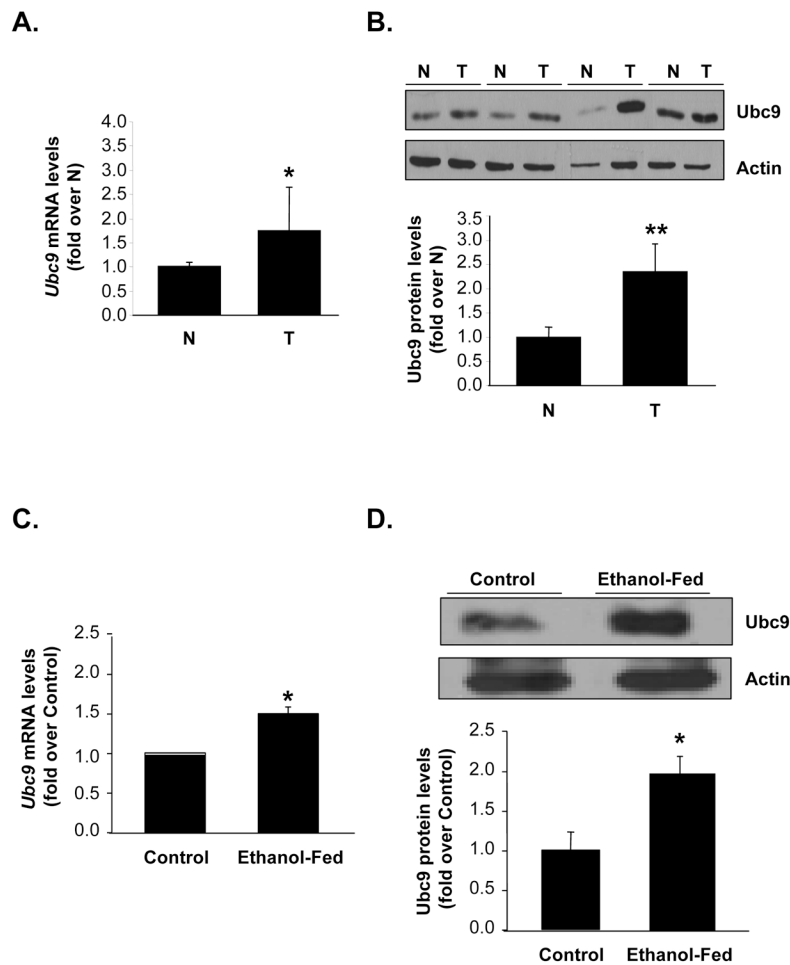 A.
Ubc9 mRNA levels
(fold over N)
4.0
3.5
3.0
2.5
2.0
1.5
1.0
0.5
0.0
*
N T
B.
N T N T N T N T
Ubc9
Actin
Ubc9 protein levels
(fold over N)
3.5
3.0
2.5
2.0
1.5
1.0
0.5
0.0
**
N T
C.
Ubc9 mRNA levels
(fold over Control)
2.5
2.0
1.5
1.0
0.5
0.0
*
Control Ethanol-Fed
D.
Control Ethanol-Fed
Ubc9
Actin
Ubc9 protein levels
(fold over Control)
2.5
2.0
1.5
1.0
0.5
0.0
*
Control Ethanol-Fed